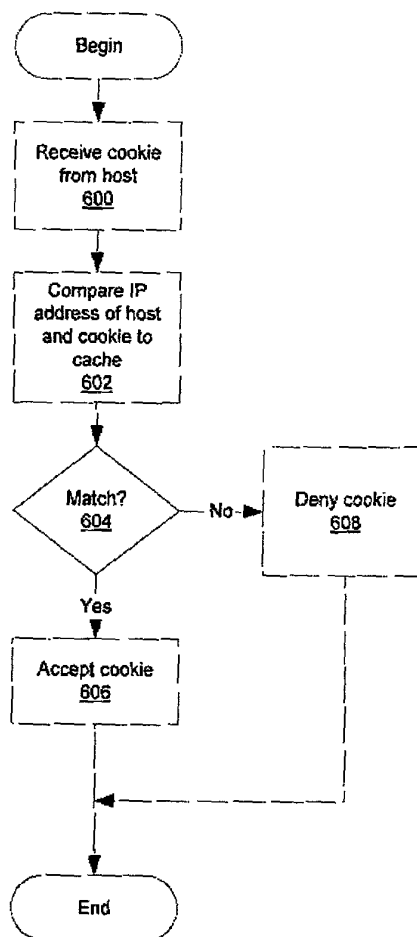 Begin
Receive cookie
from host
600
Compare IP
address of host
and cookie to
cache
602
Match?
604
No
Deny cookie
608
Yes
Accept cookie
606
End